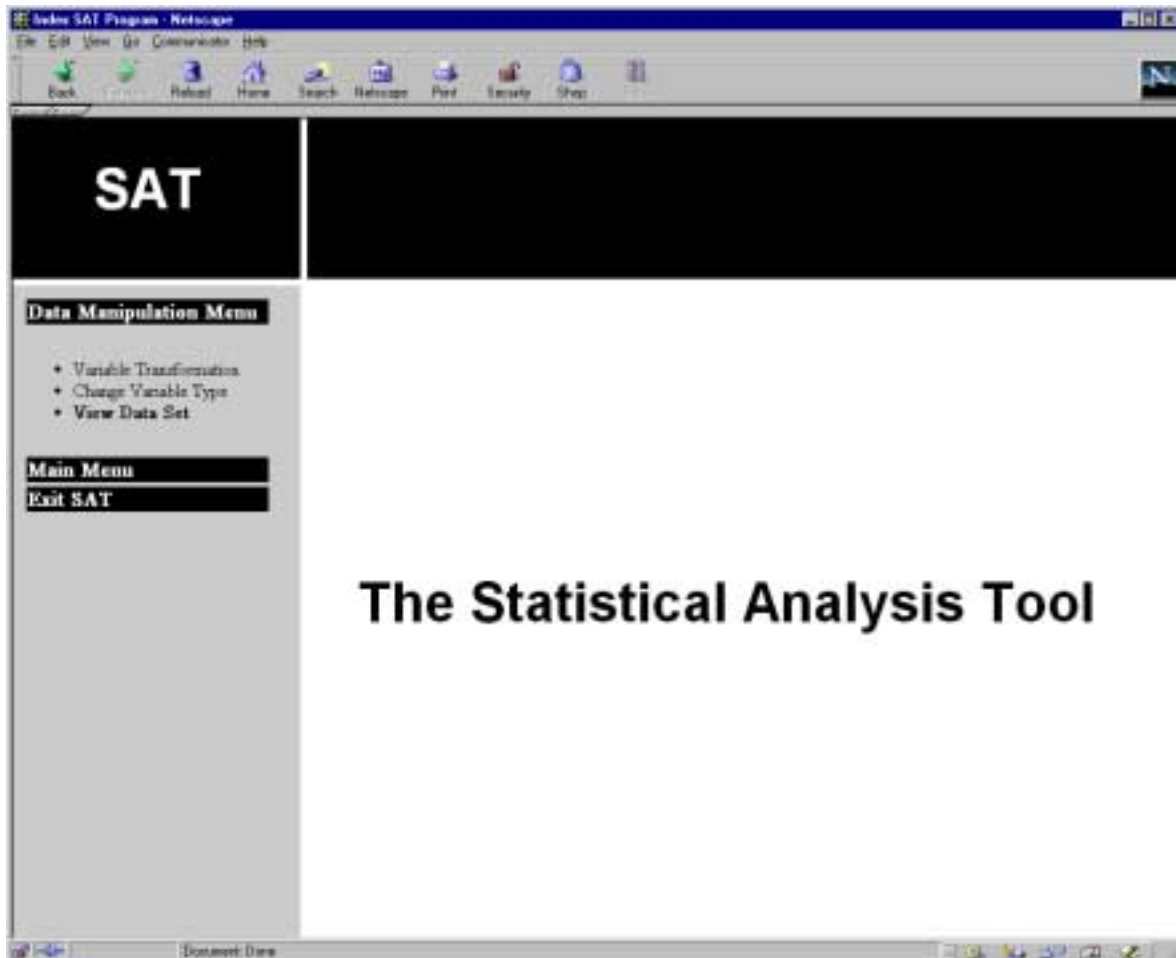 Index SAT Program - Netscape
File Edit View Go Communicator Help
Back Reload Home Search Netscape Print Security Shop
SAT
Data Manipulation Menu
Variable Transformation
Change Variable Type
View Data Set
Main Menu
Exit SAT
The Statistical Analysis Tool
Document: Done